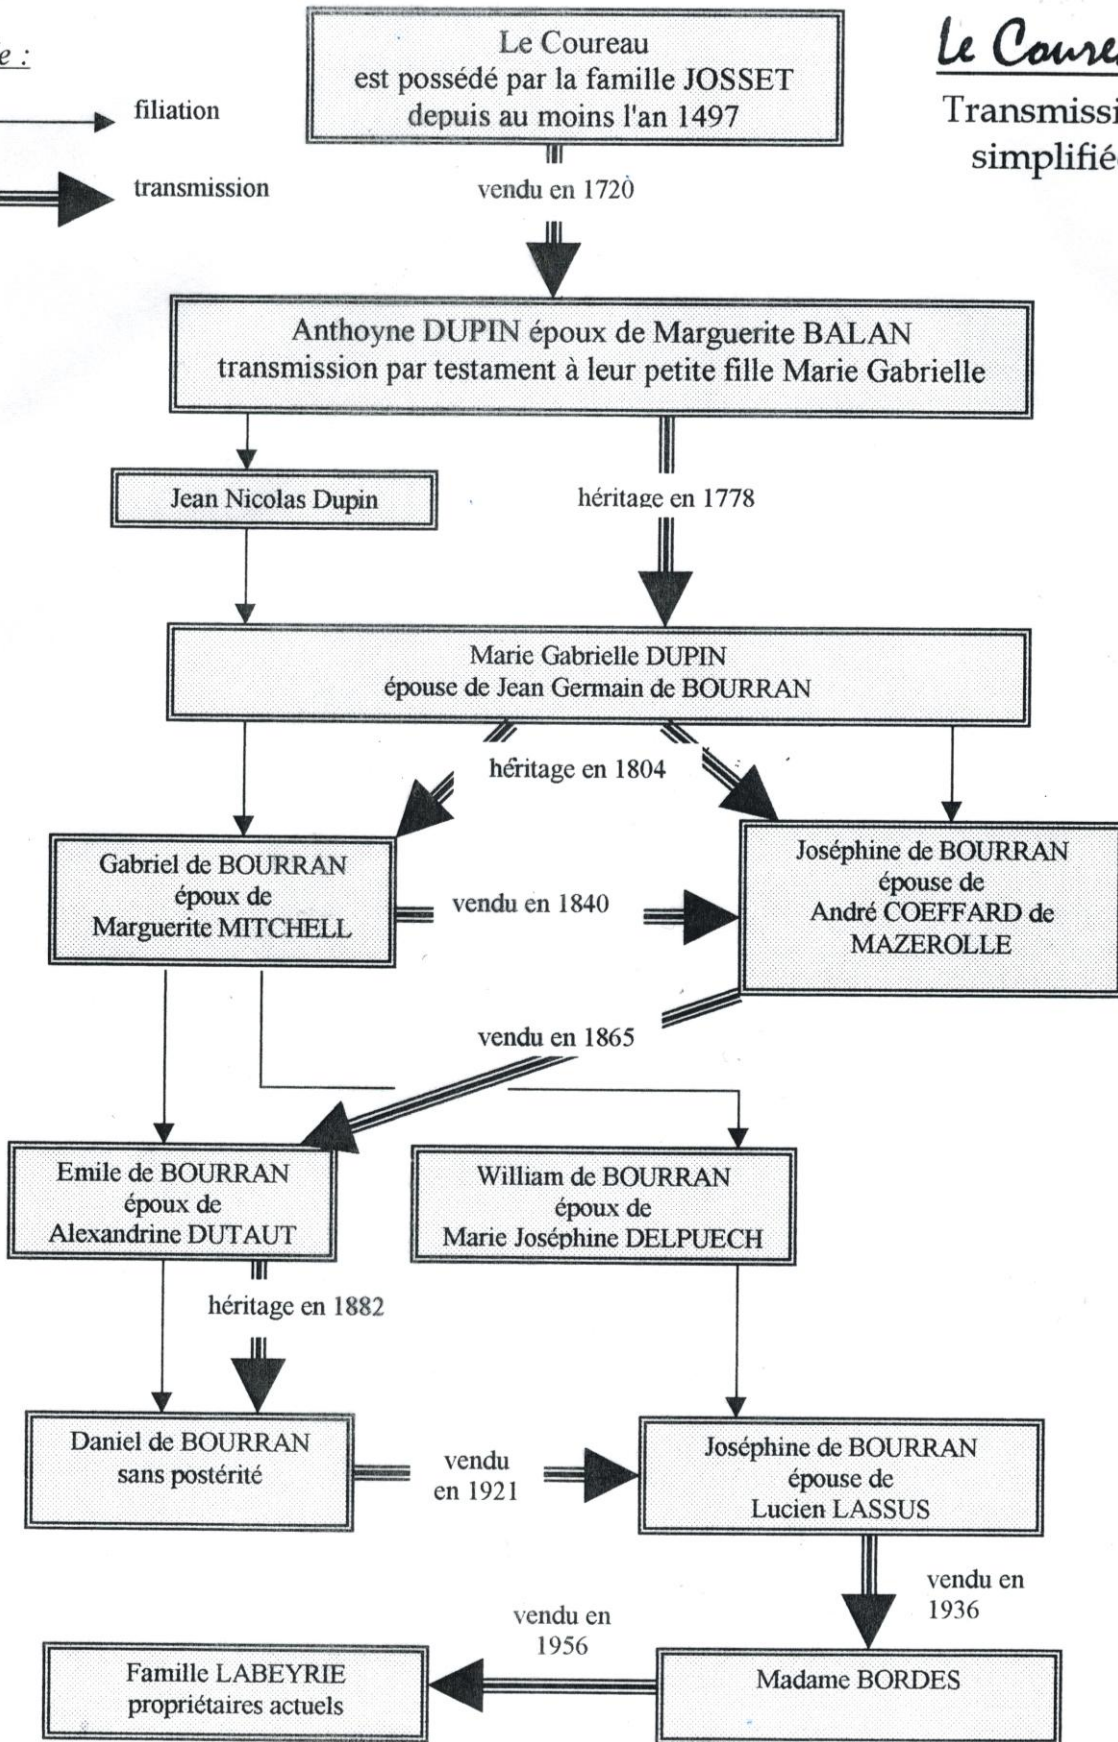 e :
filiation
transmission
Le Coureau
est possédé par la famille JOSSET
depuis au moins l'an 1497
Le Coure
Transmissi
simplifié
vendu en 1720
Anthoyne DUPIN époux de Marguerite BALAN
transmission par testament à leur petite fille Marie Gabrielle
Jean Nicolas Dupin
héritage en 1778
Marie Gabrielle DUPIN
épouse de Jean Germain de BOURRAN
héritage en 1804
Gabriel de BOURRAN
époux de
Marguerite MITCHELL
vendu en 1840
Joséphine de BOURRAN
épouse de
André COEFFARD de
MAZEROLLE
vendu en 1865
Emile de BOURRAN
époux de
Alexandrine DUTAUT
William de BOURRAN
époux de
Marie Joséphine DELPUECH
héritage en 1882
Daniel de BOURRAN
sans postérité
vendu
en 1921
Joséphine de BOURRAN
épouse de
Lucien LASSUS
vendu en
1936
vendu en
1956
Famille LABEYRIE
propriétaires actuels
Madame BORDES